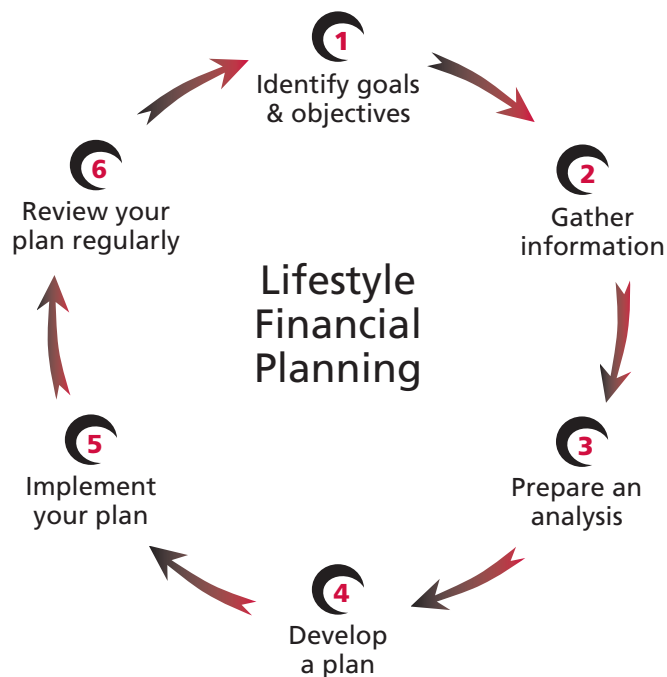 1
Identify goals
& objectives
2
Gather
information
3
Prepare an
analysis
4
Develop
a plan
5
Implement
your plan
6
Review your
plan regularly
Lifestyle
Financial
Planning